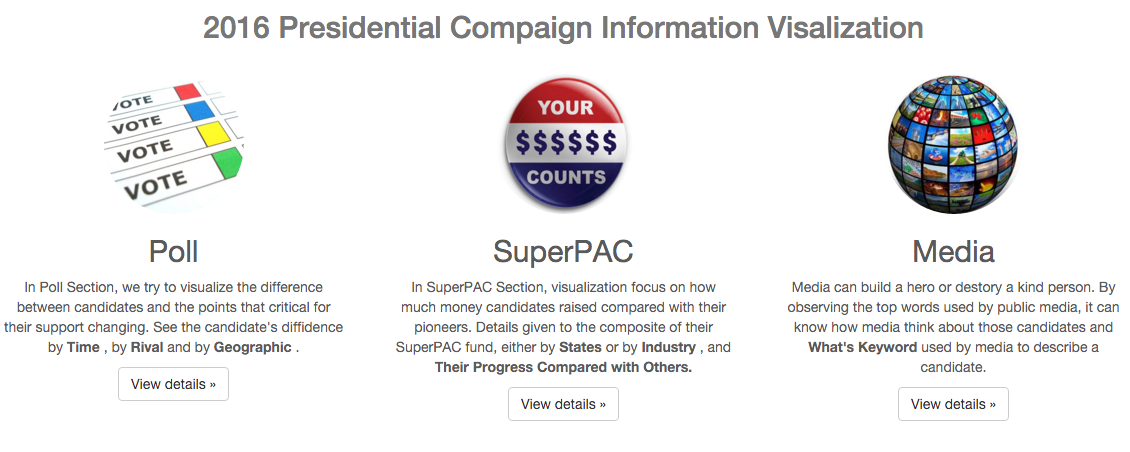 2016 Presidential Compaign Information Visalization
VOTE
VOTE
VOTE
VOTE
YOUR
$$$$$$
COUNTS
Poll
In Poll Section, we try to visualize the difference
between candidates and the points that critical for
their support changing. See the candidate's diffidence
by Time , by Rival and by Geographic .
View details »
SuperPAC
In SuperPAC Section, visualization focus on how
much money candidates raised compared with their
pioneers. Details given to the composite of their
SuperPAC fund, either by States or by Industry , and
Their Progress Compared with Others.
View details »
Media
Media can build a hero or destory a kind person. By
observing the top words used by public media, it can
know how media think about those candidates and
What's Keyword used by media to describe a
candidate.
View details »